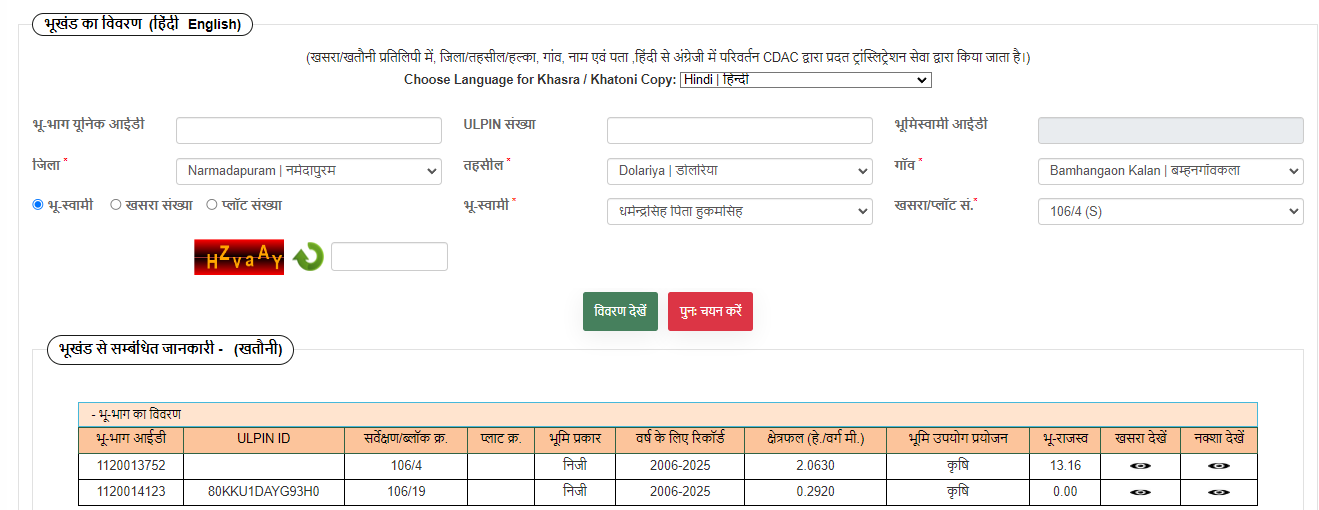 भूखंड का विवरण (हिंदी English)
(खसरा/खतौनी प्रतिलिपी में, जिला/तहसील/हल्का, गांव, नाम एवं पता ,हिंदी से अंग्रेजी में परिवर्तन CDAC द्वारा प्रदत ट्रांस्लिट्रेशन सेवा द्वारा किया जाता है।)
Choose Language for Khasra / Khatoni Copy: Hindi | हिन्दी
भू-भाग यूनिक आईडी ULPIN संख्या भूमिस्वामी आईडी
जिला * Narmadapuram | नर्मदापुरम तहसील * Dolariya | डोलरिया गाँव * Bamhangaon Kalan | बम्हनगाँवकला
भू-स्वामी खसरा संख्या प्लॉट संख्या भू-स्वामी * धर्मेन्द्रसिंह पिता हुकमसिंह खसरा/प्लॉट सं.* 106/4 (S)
HZvaAY
विवरण देखें पुनः चयन करें
भूखंड से सम्बंधित जानकारी - (खतौनी)
- भू-भाग का विवरण
भू-भाग आईडी ULPIN ID सर्वेक्षण/ब्लॉक क्र. प्लाट क्र. भूमि प्रकार वर्ष के लिए रिकॉर्ड क्षेत्रफल (हे./वर्ग मी.) भूमि उपयोग प्रयोजन भू-राजस्व खसरा देखें नक्शा देखें
1120013752 106/4 निजी 2006-2025 2.0630 कृषि 13.16
1120014123 80KKU1DAYG93H0 106/19 निजी 2006-2025 0.2920 कृषि 0.00